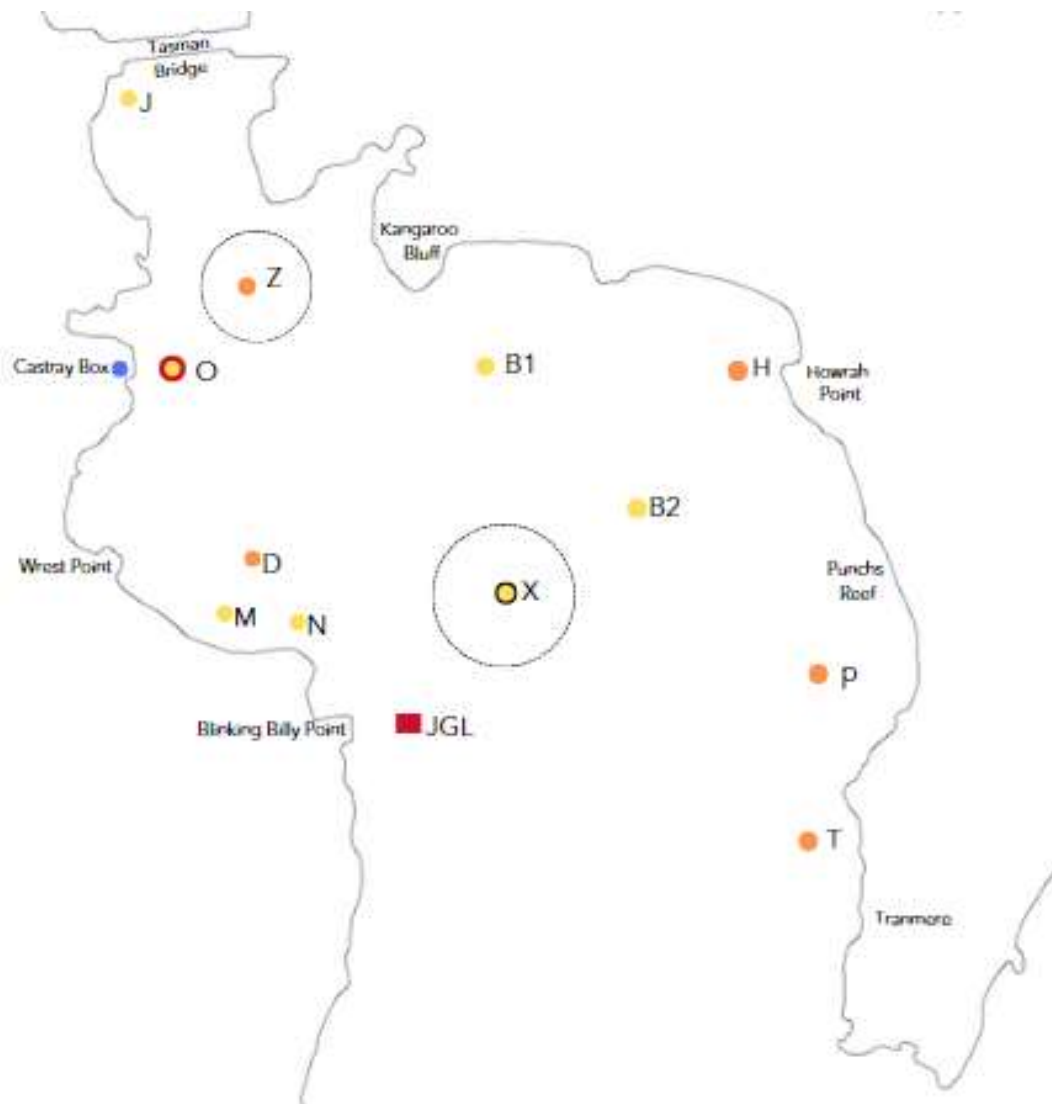 Tasman
Bridge
J
Kangaroo
Bluff
Z
Castray Box
O
B1
H
Howrah
Point
B2
Wrest Point
D
X
Punchs
Reef
M
N
P
Blinking Billy Point
JGL
T
Tranmere